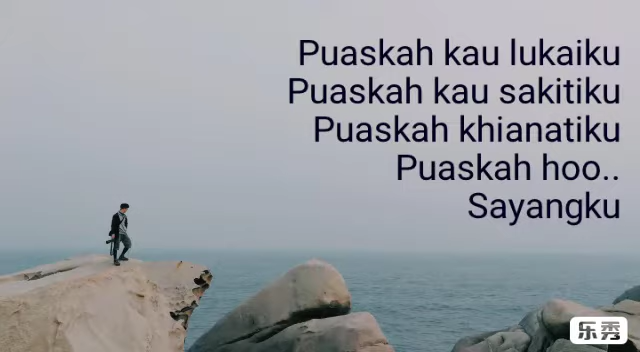 Puaskah kau lukaiku
Puaskah kau sakitiku
Puaskah khianatiku
Puaskah hoo..
Sayangku
乐秀